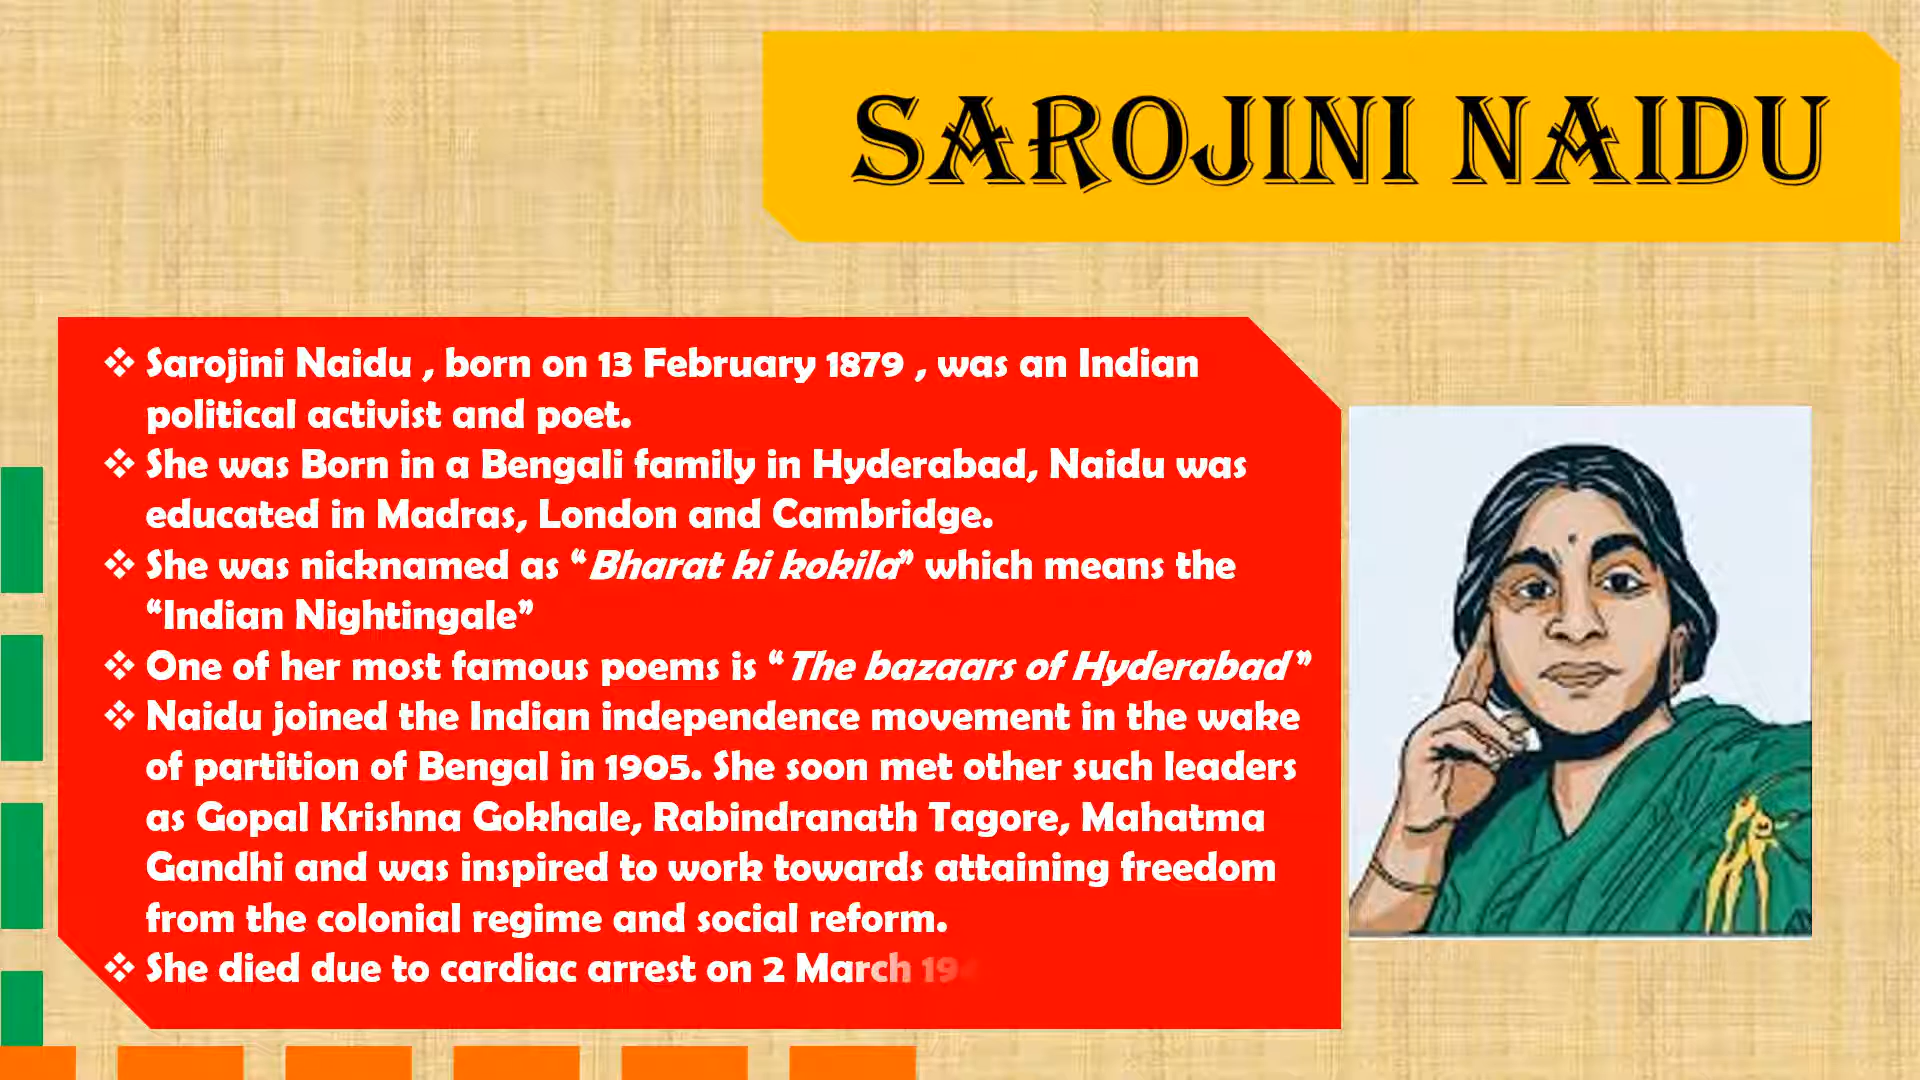 SAROJINI NAIDU
❖ Sarojini Naidu , born on 13 February 1879 , was an Indian
political activist and poet.
❖ She was Born in a Bengali family in Hyderabad, Naidu was
educated in Madras, London and Cambridge.
❖ She was nicknamed as “Bharat ki kokila” which means the
“Indian Nightingale”
❖ One of her most famous poems is “The bazaars of Hyderabad”
❖ Naidu joined the Indian independence movement in the wake
of partition of Bengal in 1905. She soon met other such leaders
as Gopal Krishna Gokhale, Rabindranath Tagore, Mahatma
Gandhi and was inspired to work towards attaining freedom
from the colonial regime and social reform.
❖ She died due to cardiac arrest on 2 March